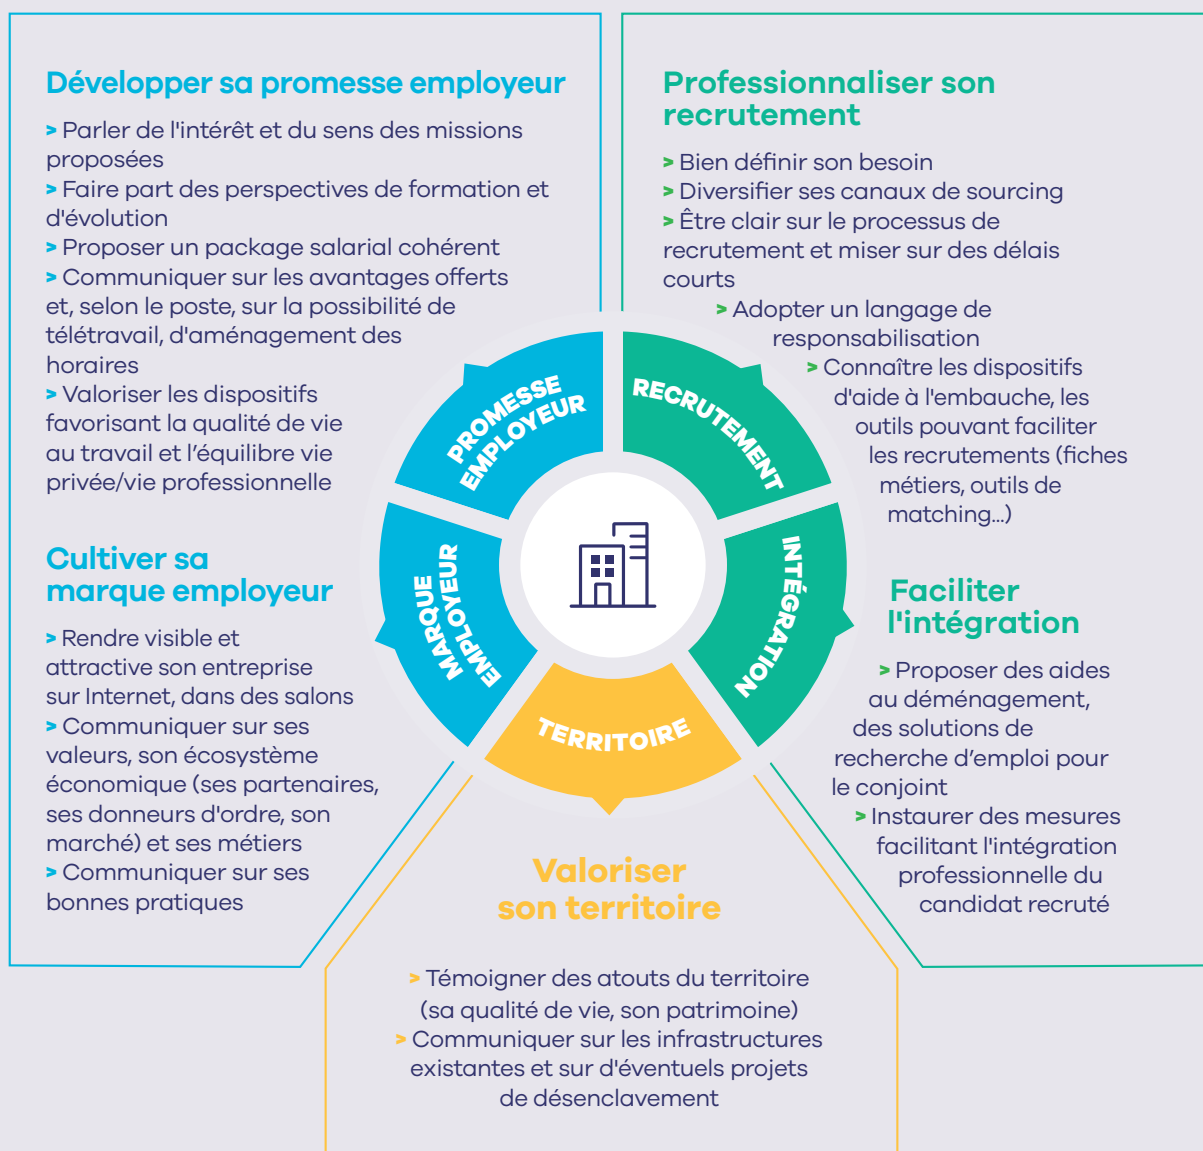 Développer sa promesse employeur
> Parler de l'intérêt et du sens des missions
proposées
> Faire part des perspectives de formation et
d'évolution
> Proposer un package salarial cohérent
> Communiquer sur les avantages offerts
et, selon le poste, sur la possibilité de
télétravail, d'aménagement des
horaires
> Valoriser les dispositifs
favorisant la qualité de vie
au travail et l’équilibre vie
privée/vie professionnelle
Cultiver sa
marque employeur
> Rendre visible et
attractive son entreprise
sur Internet, dans des salons
> Communiquer sur ses
valeurs, son écosystème
économique (ses partenaires,
ses donneurs d'ordre, son
marché) et ses métiers
> Communiquer sur ses
bonnes pratiques
PROMESSE
EMPLOYEUR
RECRUTEMENT
MARQUE
EMPLOYEUR
INTÉGRATION
TERRITOIRE
Professionnaliser son
recrutement
> Bien définir son besoin
> Diversifier ses canaux de sourcing
> Être clair sur le processus de
recrutement et miser sur des délais
courts
> Adopter un langage de
responsabilisation
> Connaître les dispositifs
d'aide à l'embauche, les
outils pouvant faciliter
les recrutements (fiches
métiers, outils de
matching...)
Faciliter
l'intégration
> Proposer des aides
au déménagement,
des solutions de
recherche d’emploi pour
le conjoint
> Instaurer des mesures
facilitant l'intégration
professionnelle du
candidat recruté
Valoriser
son territoire
> Témoigner des atouts du territoire
(sa qualité de vie, son patrimoine)
> Communiquer sur les infrastructures
existantes et sur d'éventuels projets
de désenclavement